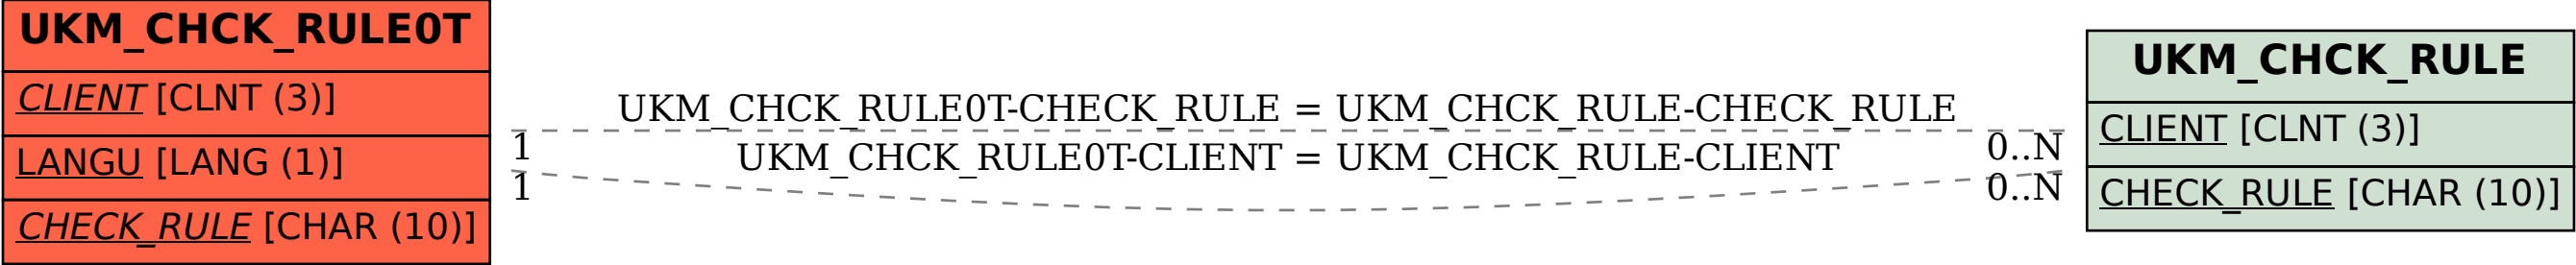 UKM_CHCK_RULE0T
CLIENT [CLNT (3)]
LANGU [LANG (1)]
CHECK_RULE [CHAR (10)]
UKM_CHCK_RULE0T-CHECK_RULE = UKM_CHCK_RULE-CHECK_RULE
1
0..N
UKM_CHCK_RULE0T-CLIENT = UKM_CHCK_RULE-CLIENT
1
0..N
UKM_CHCK_RULE
CLIENT [CLNT (3)]
CHECK_RULE [CHAR (10)]